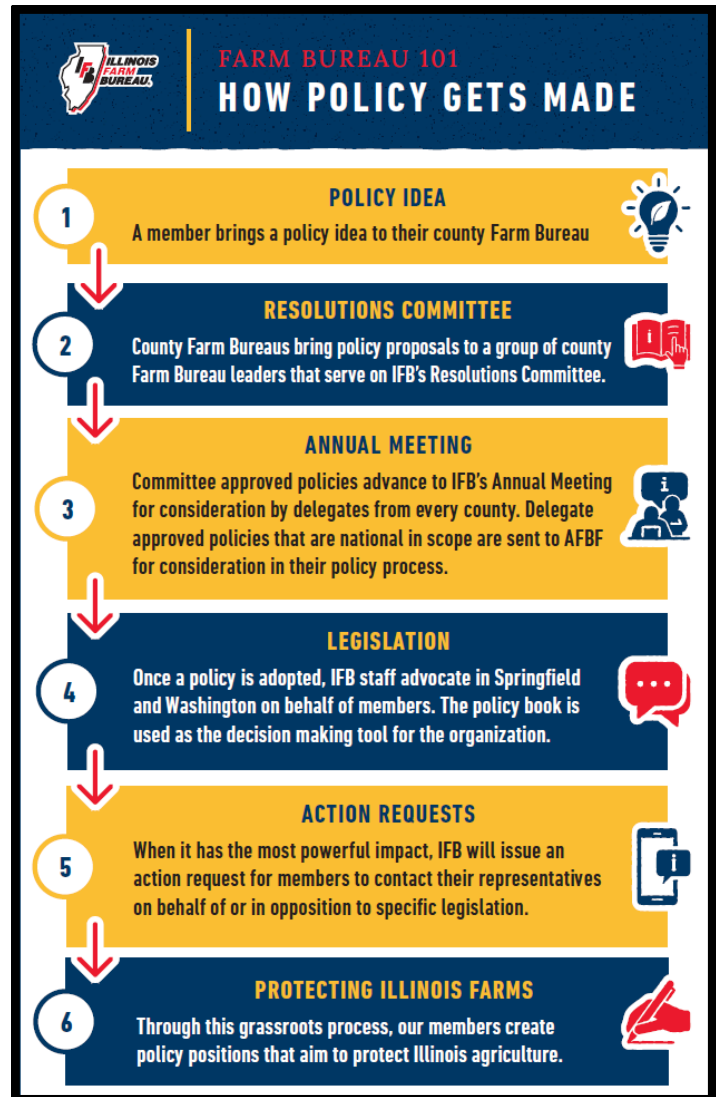 ILLINOIS
FARM
BUREAU.
IFB
FARM BUREAU 101
HOW POLICY GETS MADE
1
POLICY IDEA
A member brings a policy idea to their county Farm Bureau
2
RESOLUTIONS COMMITTEE
County Farm Bureaus bring policy proposals to a group of county
Farm Bureau leaders that serve on IFB's Resolutions Committee.
i
3
ANNUAL MEETING
Committee approved policies advance to IFB's Annual Meeting
for consideration by delegates from every county. Delegate
approved policies that are national in scope are sent to AFBF
for consideration in their policy process.
i
4
LEGISLATION
Once a policy is adopted, IFB staff advocate in Springfield
and Washington on behalf of members. The policy book is
used as the decision making tool for the organization.
5
ACTION REQUESTS
When it has the most powerful impact, IFB will issue an
action request for members to contact their representatives
on behalf of or in opposition to specific legislation.
i
6
PROTECTING ILLINOIS FARMS
Through this grassroots process, our members create
policy positions that aim to protect Illinois agriculture.